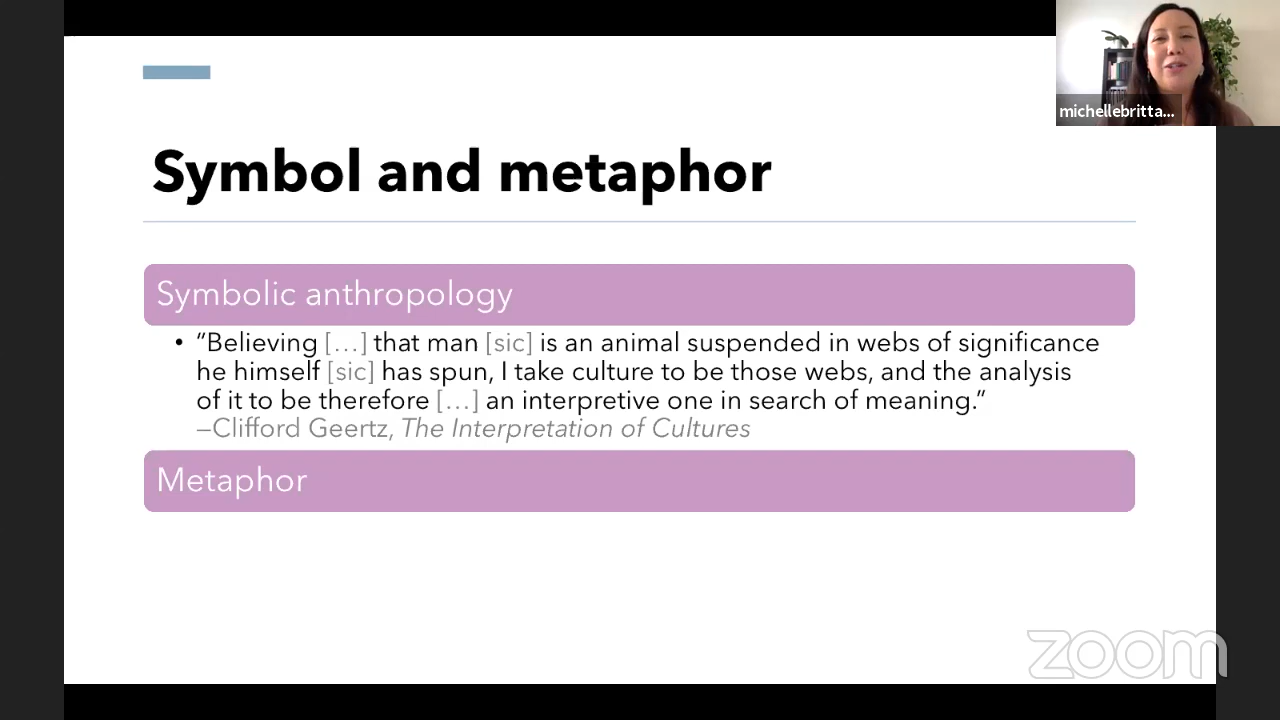 michellebritta...
Symbol and metaphor
Symbolic anthropology
• “Believing […] that man [sic] is an animal suspended in webs of significance
he himself [sic] has spun, I take culture to be those webs, and the analysis
of it to be therefore […] an interpretive one in search of meaning.”
—Clifford Geertz, The Interpretation of Cultures
Metaphor
zoom